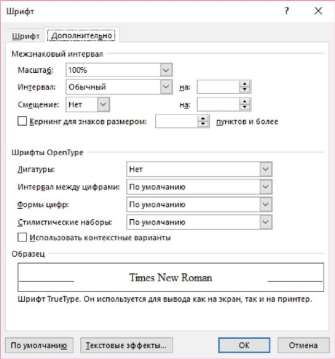 Шрифт ? ×
Шрифт Дополнительно
Межзнаковый интервал
Масштаб: 100%
Интервал: Обычный на:
Смещение: Нет на:
Кернинг для знаков размером: пунктов и более
Шрифты OpenType
Лигатуры: Нет
Интервал между цифрами: По умолчанию
Формы цифр: По умолчанию
Стилистические наборы: По умолчанию
Использовать контекстные варианты
Образец
Times New Roman
Шрифт TrueType. Он используется для вывода как на экран, так и на принтер.
По умолчанию Текстовые эффекты... ОК Отмена